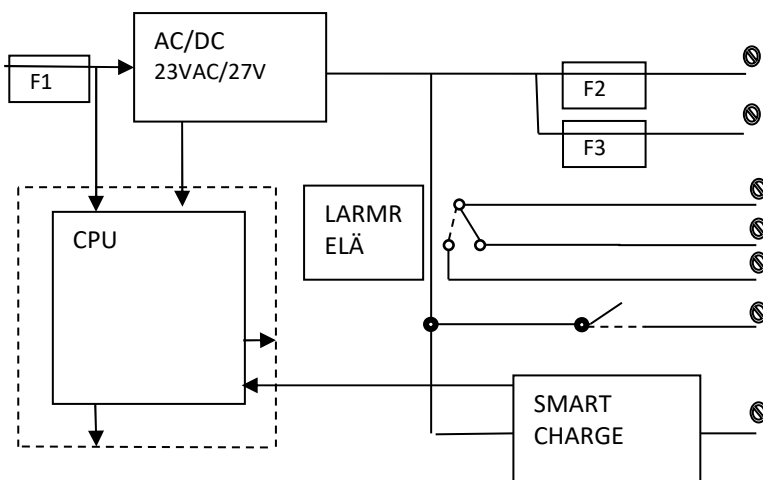 AC/DC
23VAC/27V
F1
F2
F3
LARMR
ELÄ
CPU
SMART
CHARGE